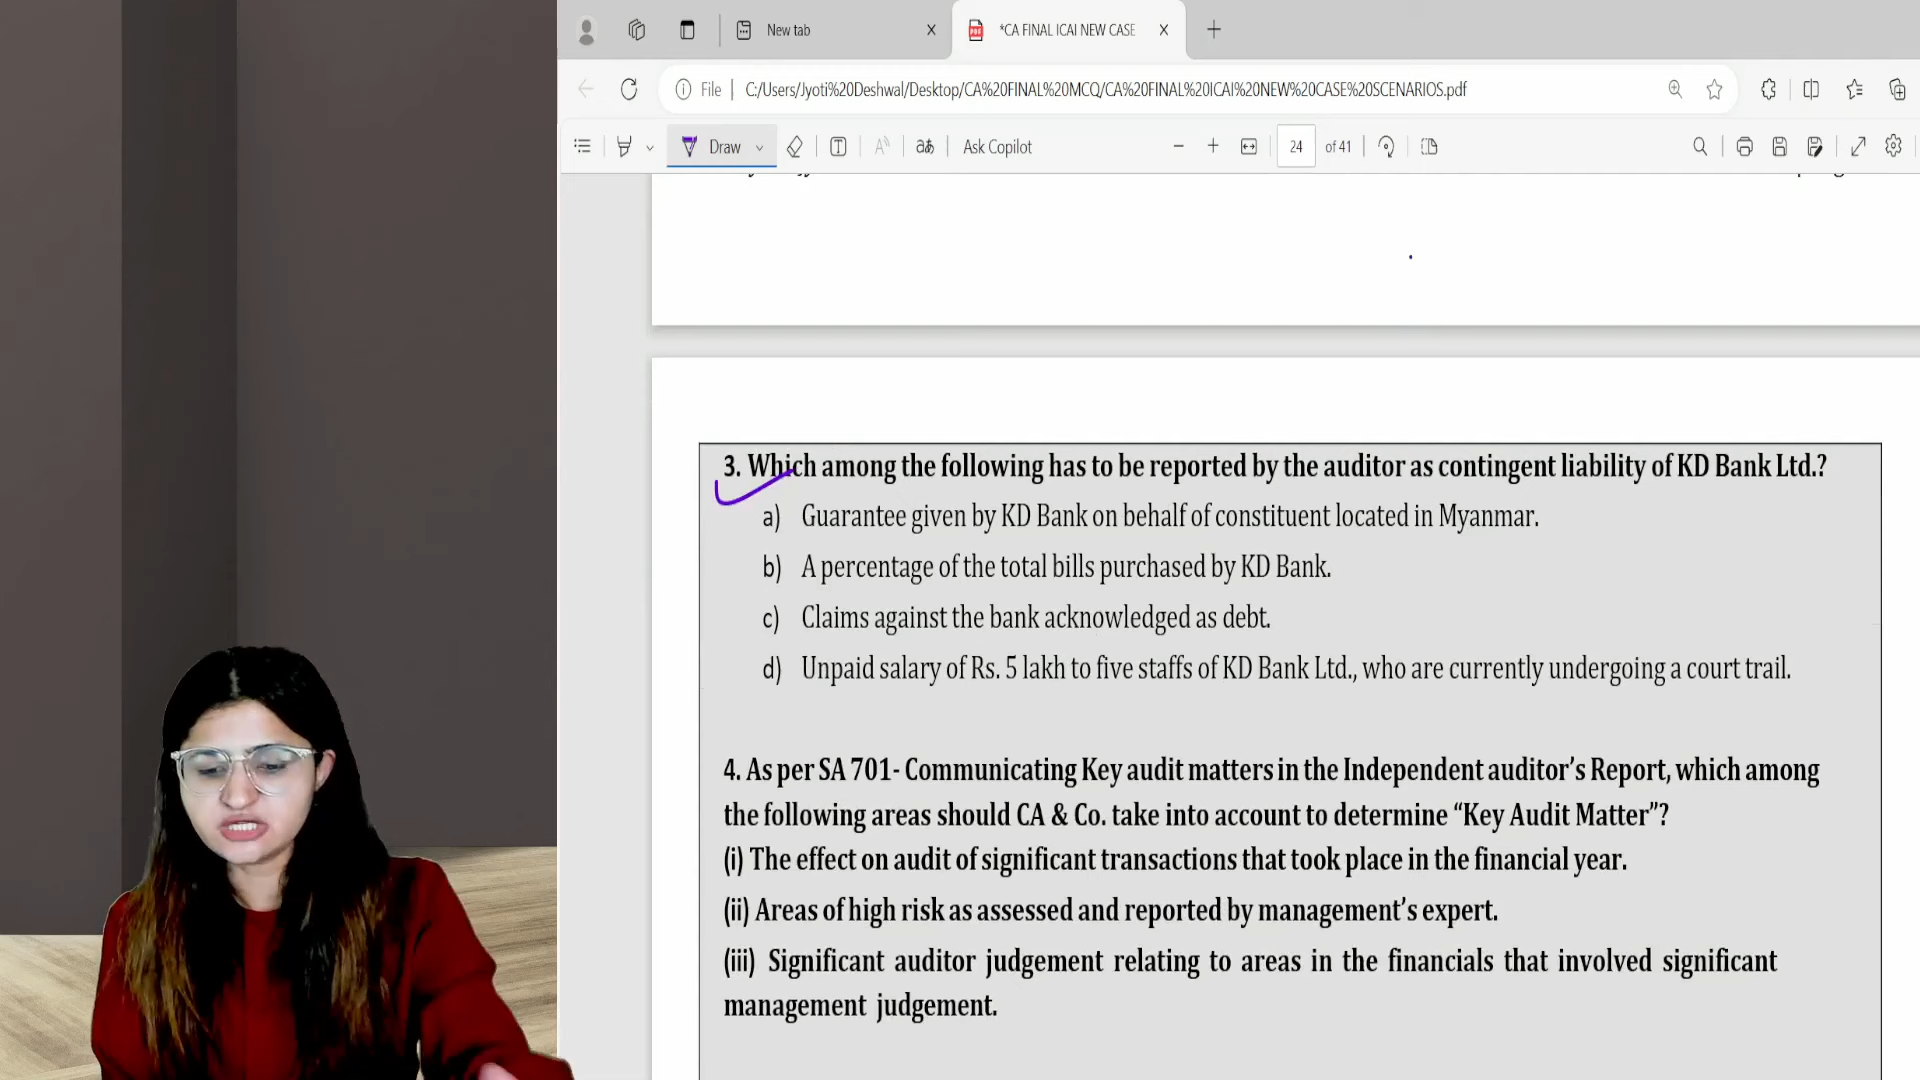 New tab
*CA FINAL ICAI NEW CASE
File
C:/Users/Jyoti%20Deshwal/Desktop/CA%20FINAL%20MCQ/CA%20FINAL%20ICAI%20NEW%20CASE%20SCENARIOS.pdf
Draw
Ask Copilot
24
of 41
3. Which among the following has to be reported by the auditor as contingent liability of KD Bank Ltd.?
a) Guarantee given by KD Bank on behalf of constituent located in Myanmar.
b) A percentage of the total bills purchased by KD Bank.
c) Claims against the bank acknowledged as debt.
d) Unpaid salary of Rs. 5 lakh to five staffs of KD Bank Ltd., who are currently undergoing a court trail.
4. As per SA 701- Communicating Key audit matters in the Independent auditor’s Report, which among
the following areas should CA & Co. take into account to determine “Key Audit Matter”?
(i) The effect on audit of significant transactions that took place in the financial year.
(ii) Areas of high risk as assessed and reported by management’s expert.
(iii) Significant auditor judgement relating to areas in the financials that involved significant
management judgement.